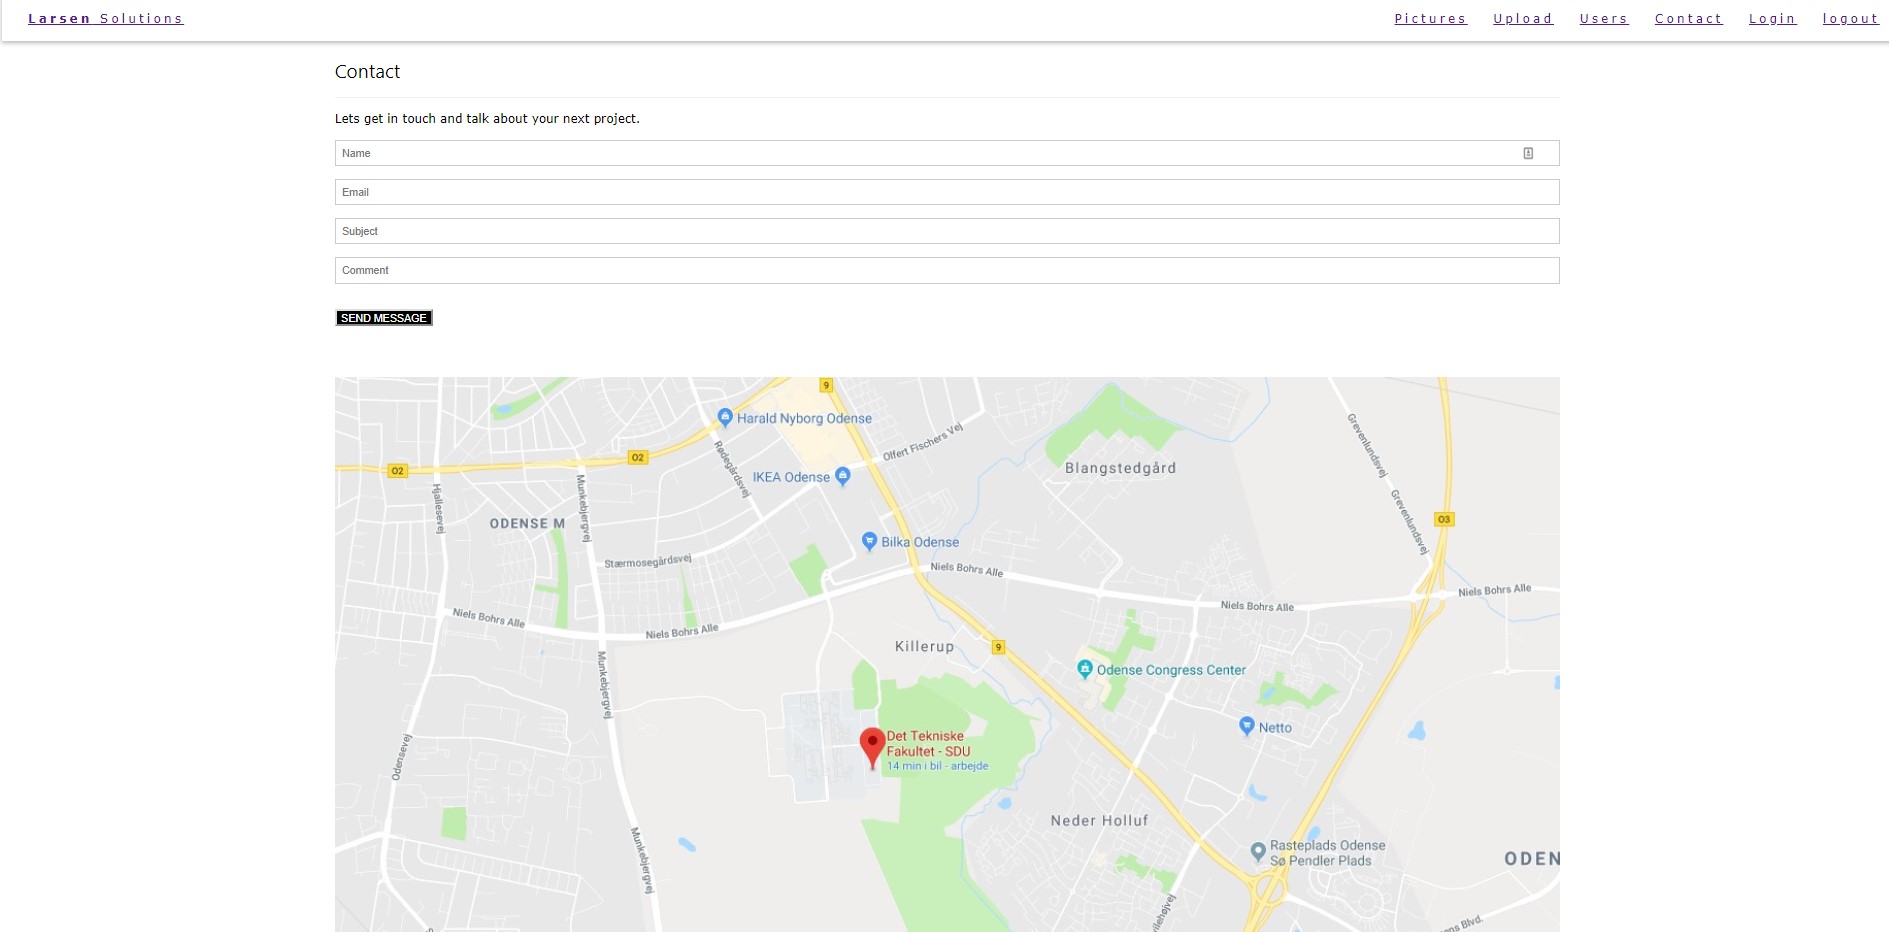 Larsen Solutions
Pictures Upload Users Contact Login logout
Contact
Lets get in touch and talk about your next project.
Name
Email
Subject
Comment
SEND MESSAGE
9
Harald Nyborg Odense
Olfert Fischers Vej
Grevenlundsvej
Rødegårdsvej
Blangstedgård
O2
O2
IKEA Odense
Hjallesevej
Munkebjergvej
Grevenlundsvej
O3
ODENSE M
Bilka Odense
Stærmosegårdsvej
Niels Bohrs Alle
Niels Bohrs Alle
Niels Bohrs Alle
Niels Bohrs Alle
Niels Bohrs Alle
Killerup
9
Munkebjergvej
Odense Congress Center
Netto
Det Tekniske
Fakultet - SDU
14 min i bil - arbejde
Odensevej
Neder Holluf
Munkebjergvej
Rasteplads Odense
Sø Pendler Plads
ODEN
ns Blvd.